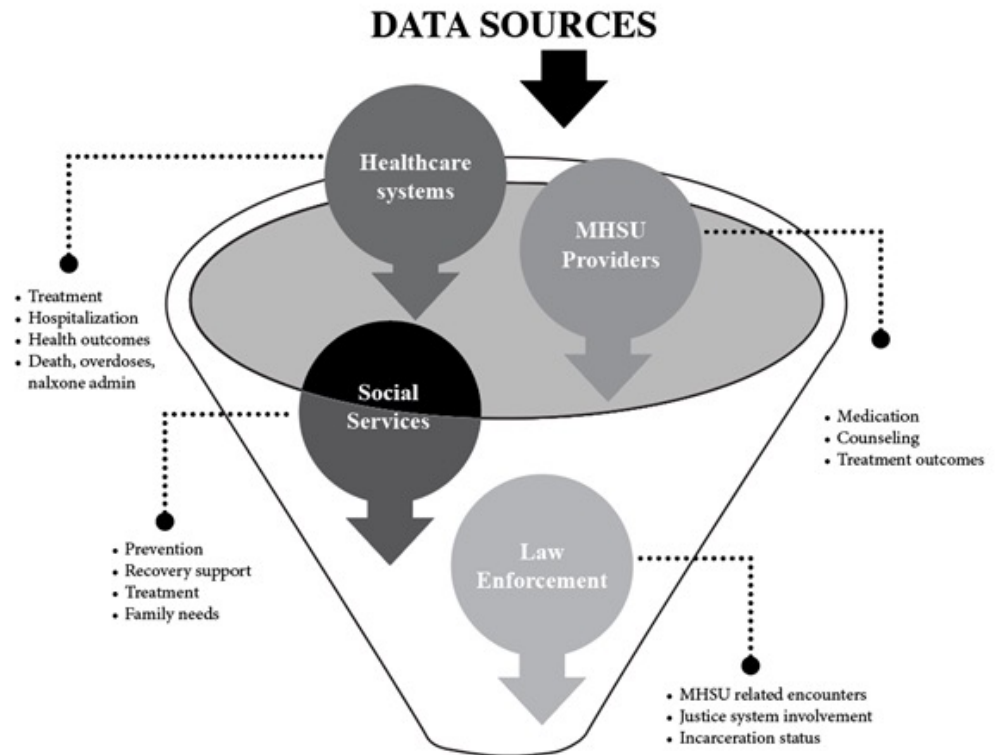 DATA SOURCES
Healthcare
systems
MHSU
Providers
• Treatment
• Hospitalization
• Health outcomes
• Death, overdoses,
nalxone admin
Social
Services
• Medication
• Counseling
• Treatment outcomes
• Prevention
• Recovery support
• Treatment
• Family needs
Law
Enforcement
• MHSU related encounters
• Justice system involvement
• Incarceration status